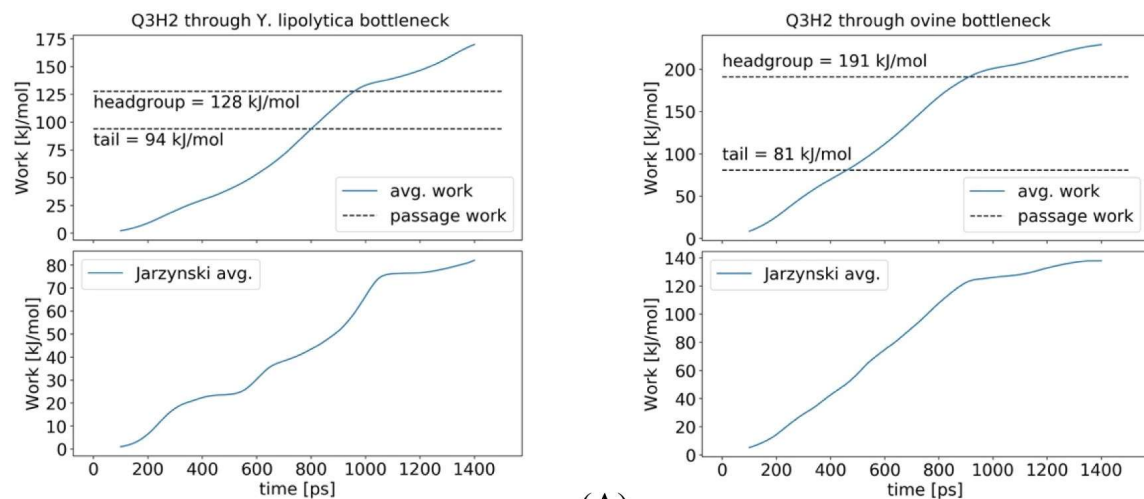 Q3H2 through Y. lipolytica bottleneck
175
150
125
100
75
50
25
0
Work [kJ/mol]
headgroup = 128 kJ/mol
tail = 94 kJ/mol
avg. work
passage work
80
70
60
50
40
30
20
10
0
Work [kJ/mol]
Jarzynski avg.
0 200 400 600 800 1000 1200 1400
time [ps]
Q3H2 through ovine bottleneck
200
150
100
50
0
Work [kJ/mol]
headgroup = 191 kJ/mol
tail = 81 kJ/mol
avg. work
passage work
140
120
100
80
60
40
20
0
Work [kJ/mol]
Jarzynski avg.
0 200 400 600 800 1000 1200 1400
time [ps]